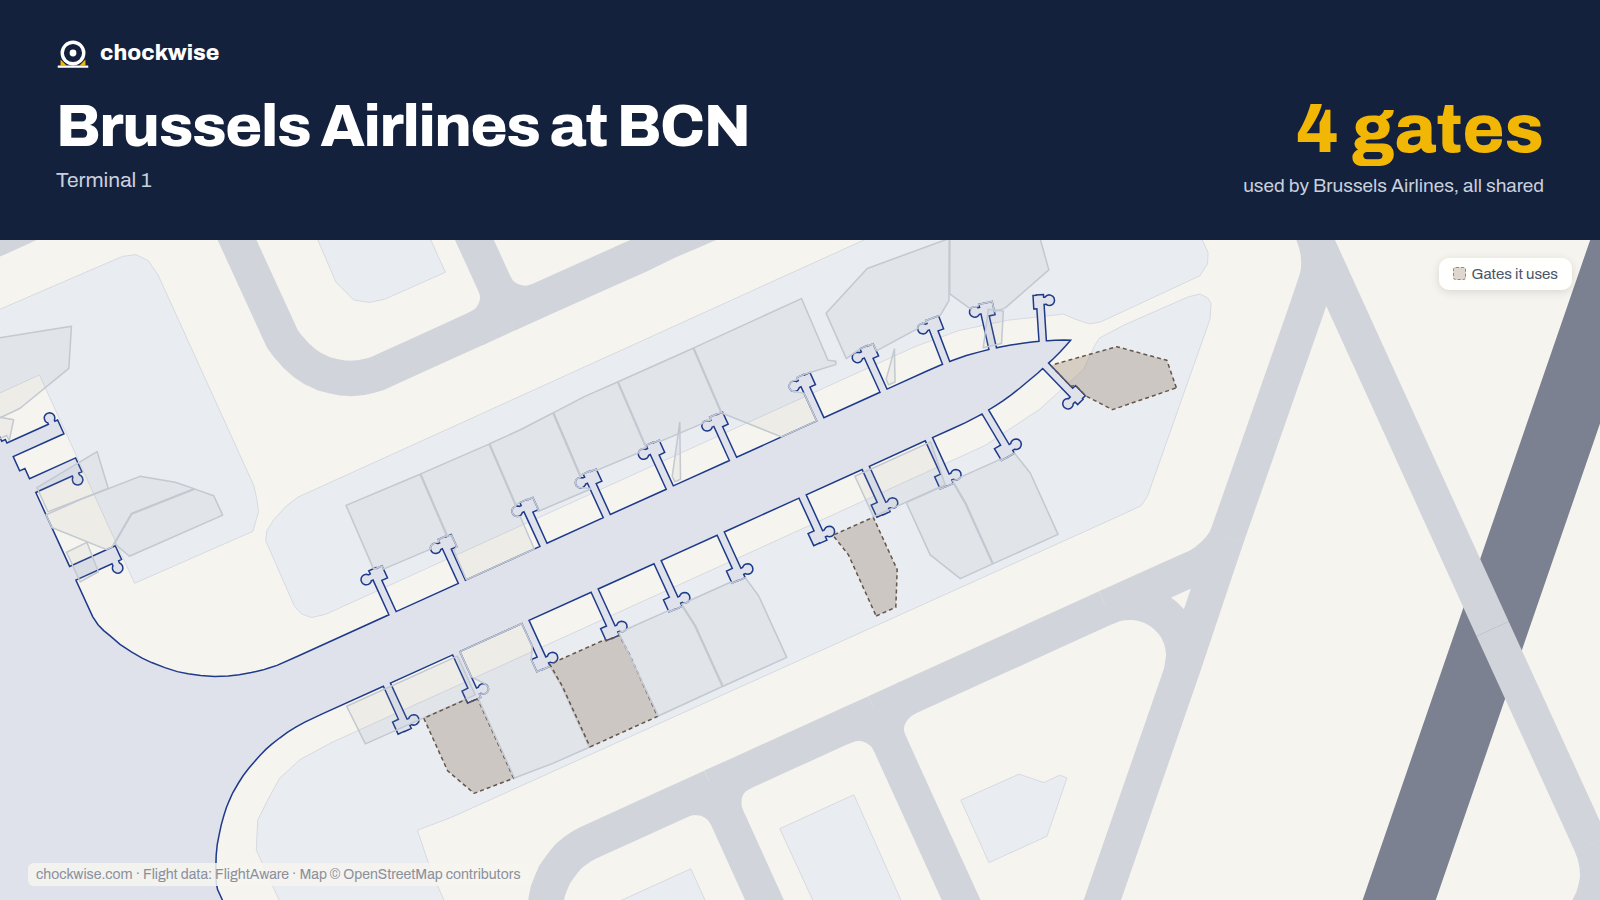 chockwise
Brussels Airlines at BCN
Terminal 1
4 gates
used by Brussels Airlines, all shared
Gates it uses
chockwise.com · Flight data: FlightAware · Map © OpenStreetMap contributors